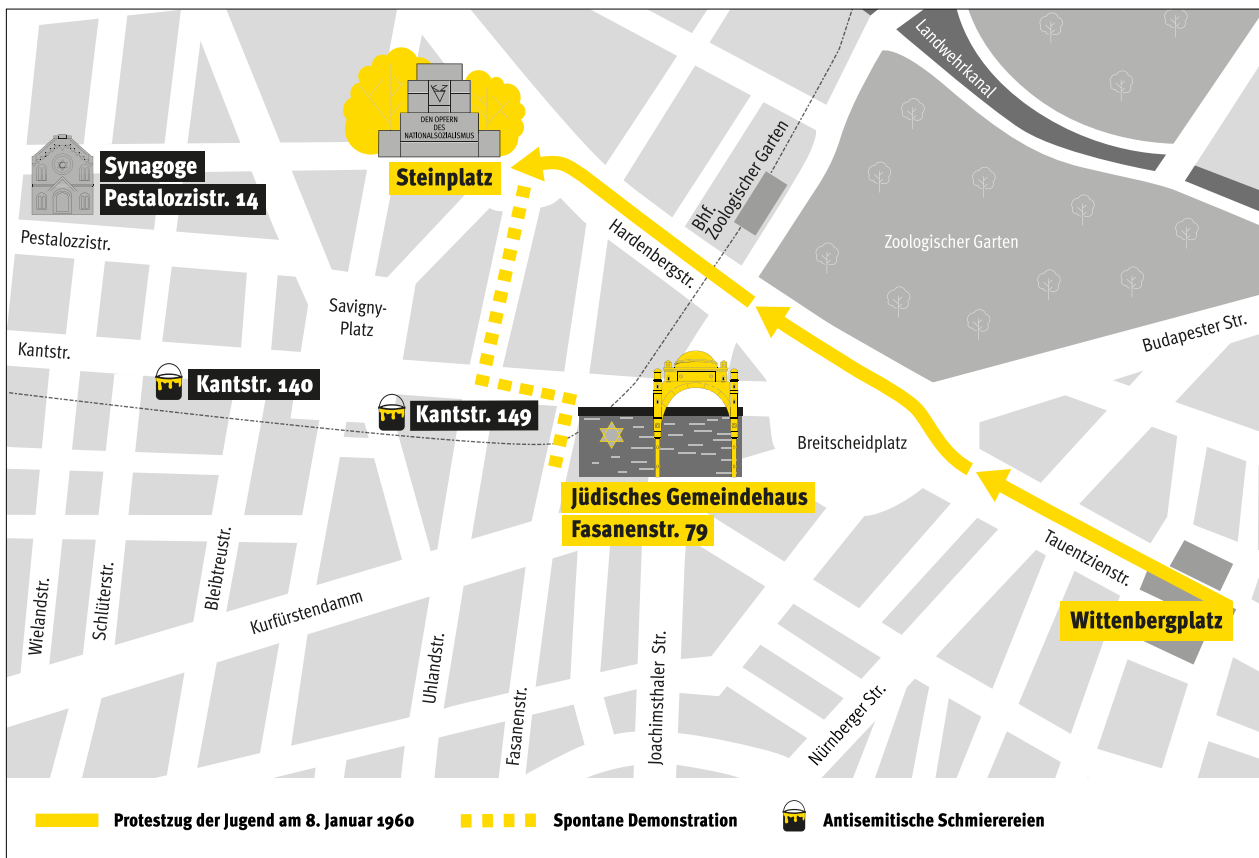 Landwehrkanal
DEN OPFERN
DES
NATIONALSOZIALISMUS
Steinplatz
Synagoge
Pestalozzistr. 14
Pestalozzistr.
Bhf.
Zoologischer Garten
Hardenbergstr.
Zoologischer Garten
Savigny-
Platz
Budapester Str.
Kantstr.
Kantstr. 140
Kantstr. 149
Breitscheidplatz
Jüdisches Gemeindehaus
Fasanenstr. 79
Tauentzienstr.
Wittenbergplatz
Wielandstr.
Schlüterstr.
Bleibtreustr.
Kurfürstendamm
Uhlandstr.
Fasanenstr.
Joachimsthaler Str.
Nürnberger Str.
Protestzug der Jugend am 8. Januar 1960
Spontane Demonstration
Antisemitische Schmierereien